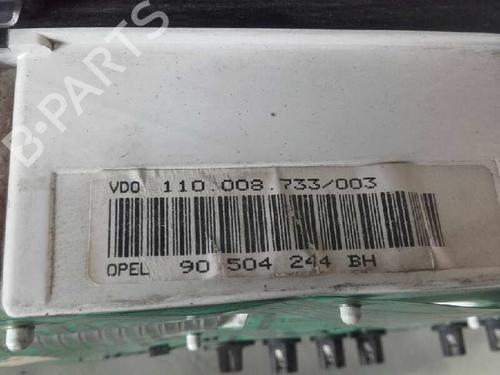 B-PARTS
VDO 110.008.733/003
OPEL 90 504 244 BH